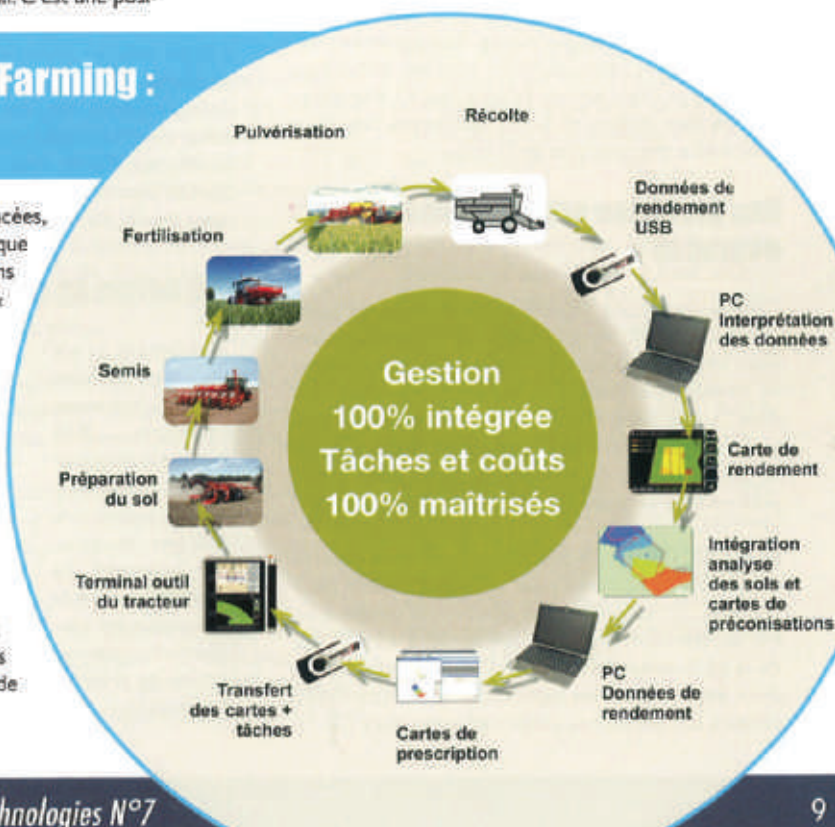 Farming :
que
Pulvérisation
Récolte
Fertilisation
Données de
rendement
USB
PC
Interprétation
des données
Semis
Gestion
100% intégrée
Tâches et coûts
100% maîtrisés
Carte de
rendement
Préparation
du sol
Intégration
analyse
des sols et
cartes de
préconisations
Terminal outil
du tracteur
PC
Données de
rendement
de
Transfert
des cartes +
tâches
Cartes de
prescription
hnologies N°7
9